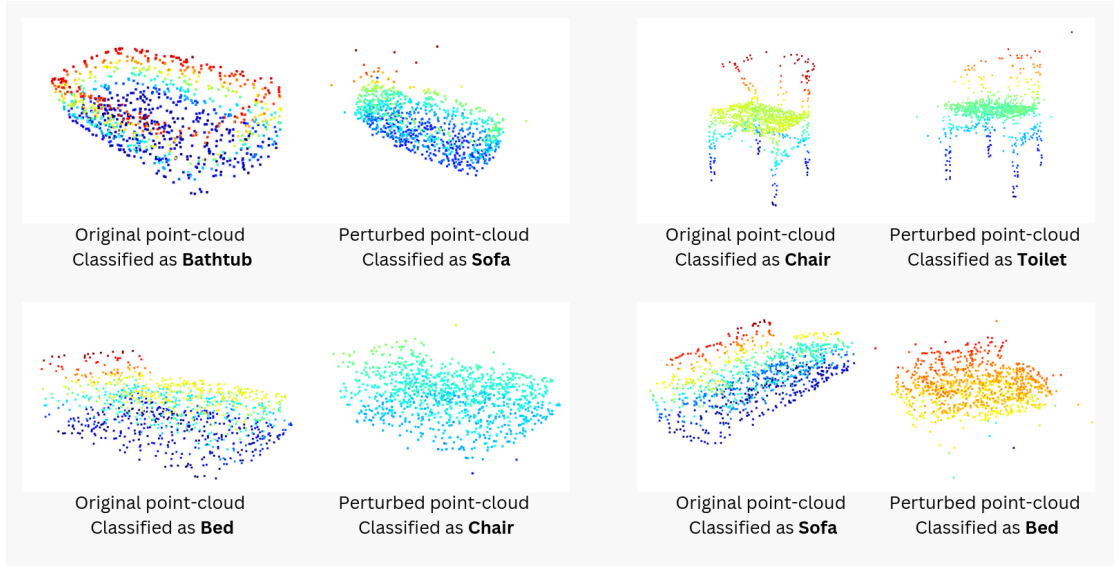 Original point-cloud
Classified as Bathtub
Perturbed point-cloud
Classified as Sofa
Original point-cloud
Classified as Chair
Perturbed point-cloud
Classified as Toilet
Original point-cloud
Classified as Bed
Perturbed point-cloud
Classified as Chair
Original point-cloud
Classified as Sofa
Perturbed point-cloud
Classified as Bed